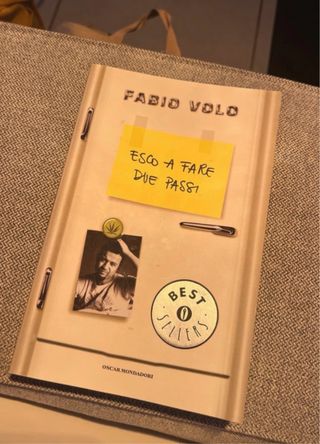 FABIO VOLO
ESCO A FARE
DUE PASSI
BEST
O
SELLERS
OSCAR MONDADORI